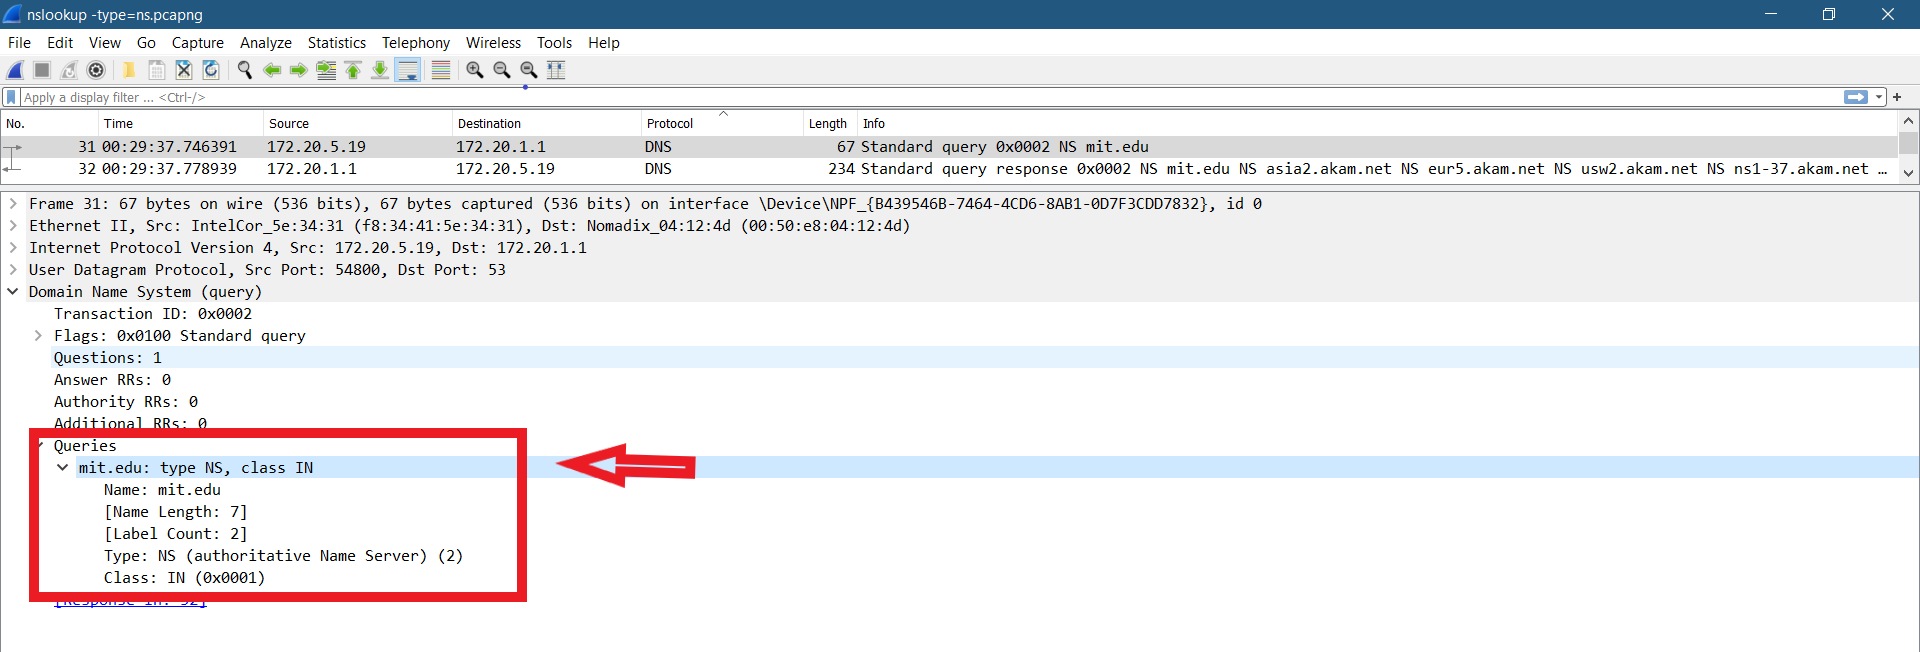 nslookup -type=ns.pcapng
File Edit View Go Capture Analyze Statistics Telephony Wireless Tools Help
Apply a display filter ... <Ctrl-/>
No. Time Source Destination Protocol Length Info
31 00:29:37.746391 172.20.5.19 172.20.1.1 DNS 67 Standard query 0x0002 NS mit.edu
32 00:29:37.778939 172.20.1.1 172.20.5.19 DNS 234 Standard query response 0x0002 NS mit.edu NS asia2.akam.net NS eur5.akam.net NS usw2.akam.net NS ns1-37.akam.net …
Frame 31: 67 bytes on wire (536 bits), 67 bytes captured (536 bits) on interface \Device\NPF_{B439546B-7464-4CD6-8AB1-0D7F3CDD7832}, id 0
Ethernet II, Src: IntelCor_5e:34:31 (f8:34:41:5e:34:31), Dst: Nomadix_04:12:4d (00:50:e8:04:12:4d)
Internet Protocol Version 4, Src: 172.20.5.19, Dst: 172.20.1.1
User Datagram Protocol, Src Port: 54800, Dst Port: 53
Domain Name System (query)
Transaction ID: 0x0002
Flags: 0x0100 Standard query
Questions: 1
Answer RRs: 0
Authority RRs: 0
Additional RRs: 0
Queries
mit.edu: type NS, class IN
Name: mit.edu
[Name Length: 7]
[Label Count: 2]
Type: NS (authoritative Name Server) (2)
Class: IN (0x0001)
[Response In: 32]